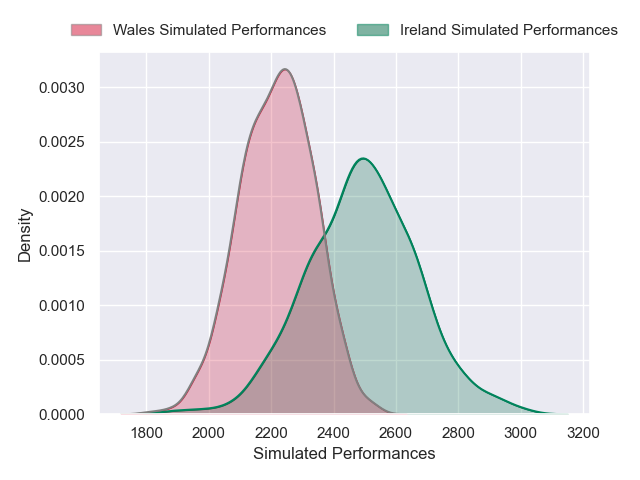 Wales Simulated Performances Ireland Simulated Performances
0.0030
0.0025
0.0020
0.0015
0.0010
0.0005
0.0000
Density
1800 2000 2200 2400 2600 2800 3000 3200
Simulated Performances